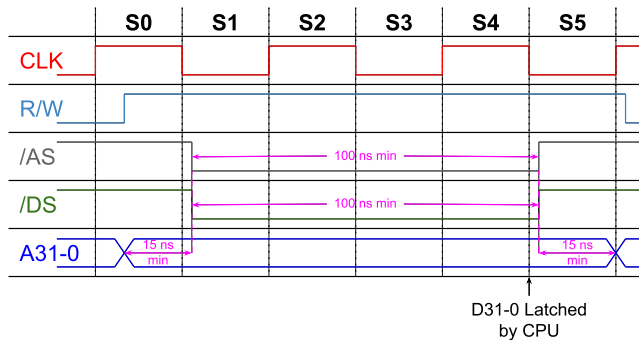 S0 S1 S2 S3 S4 S5
CLK
R/W
/AS
100 ns min
/DS
100 ns min
A31-0
15 ns
min
15 ns
min
D31-0 Latched
by CPU